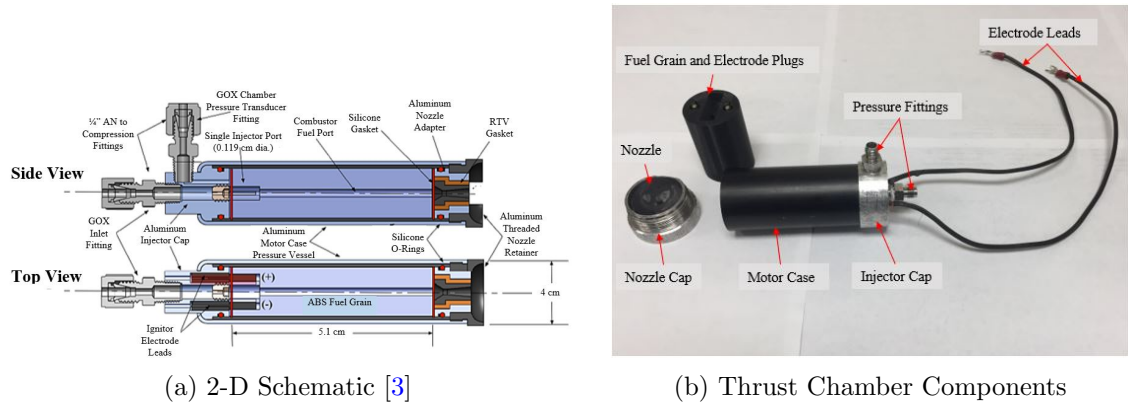 GOX Chamber
Pressure Transducer
Fitting
¼" AN to
Compression
Fittings
Single Injector Port
(0.119 cm dia.)
Combustor
Fuel Port
Silicone
Gasket
Aluminum
Nozzle
Adapter
RTV
Gasket
Side View
GOX
Inlet
Fitting
Aluminum
Injector Cap
Aluminum
Motor Case
Pressure Vessel
Silicone
O-Rings
Aluminum
Threaded
Nozzle
Retainer
Top View
(+)
(-)
ABS Fuel Grain
4 cm
Ignitor
Electrode
Leads
5.1 cm
(a) 2-D Schematic [3]
Electrode Leads
Fuel Grain and Electrode Plugs
Pressure Fittings
Nozzle
Nozzle Cap
Motor Case
Injector Cap
(b) Thrust Chamber Components